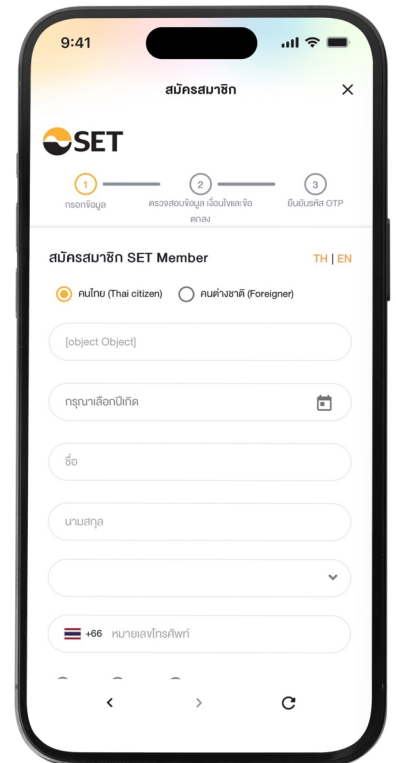 9:41
สมัครสมาชิก
SET
1 2 3
กรอกข้อมูล ตรวจสอบข้อมูล เงื่อนไขและข้อ ยืนยันรหัส OTP
ตกลง
สมัครสมาชิก SET Member TH | EN
คนไทย (Thai citizen) คนต่างชาติ (Foreigner)
[object Object]
กรุณาเลือกปีเกิด
ชื่อ
นามสกุล
+66 หมายเลขโทรศัพท์